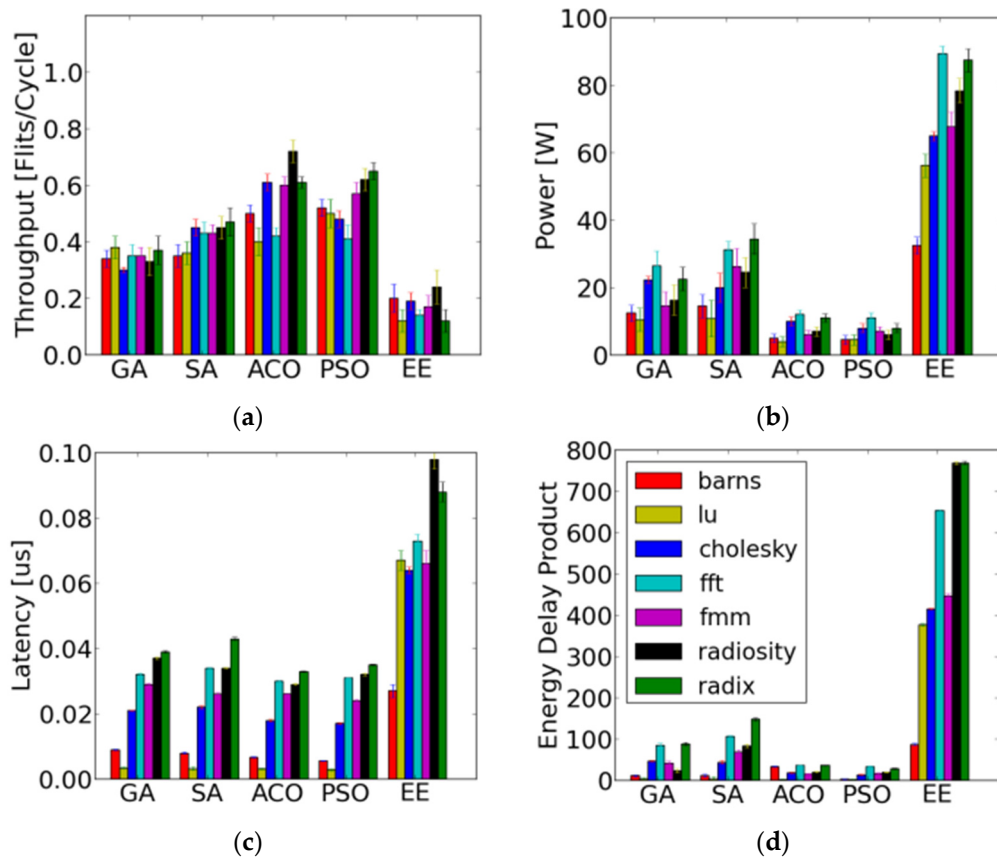 Throughput [Flits/Cycle]
1.0
0.8
0.6
0.4
0.2
0.0
GA SA ACO PSO EE
(a)
Power [W]
100
80
60
40
20
0
GA SA ACO PSO EE
(b)
Latency [us]
0.10
0.08
0.06
0.04
0.02
0.00
GA SA ACO PSO EE
(c)
Energy Delay Product
800
700
600
500
400
300
200
100
0
barns
lu
cholesky
fft
fmm
radiosity
radix
GA SA ACO PSO EE
(d)